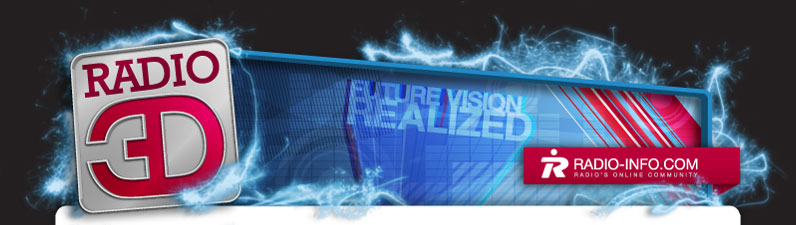 RADIO
3D
FUTURE VISION
REALIZED
RADIO-INFO.COM
RADIO'S ONLINE COMMUNITY